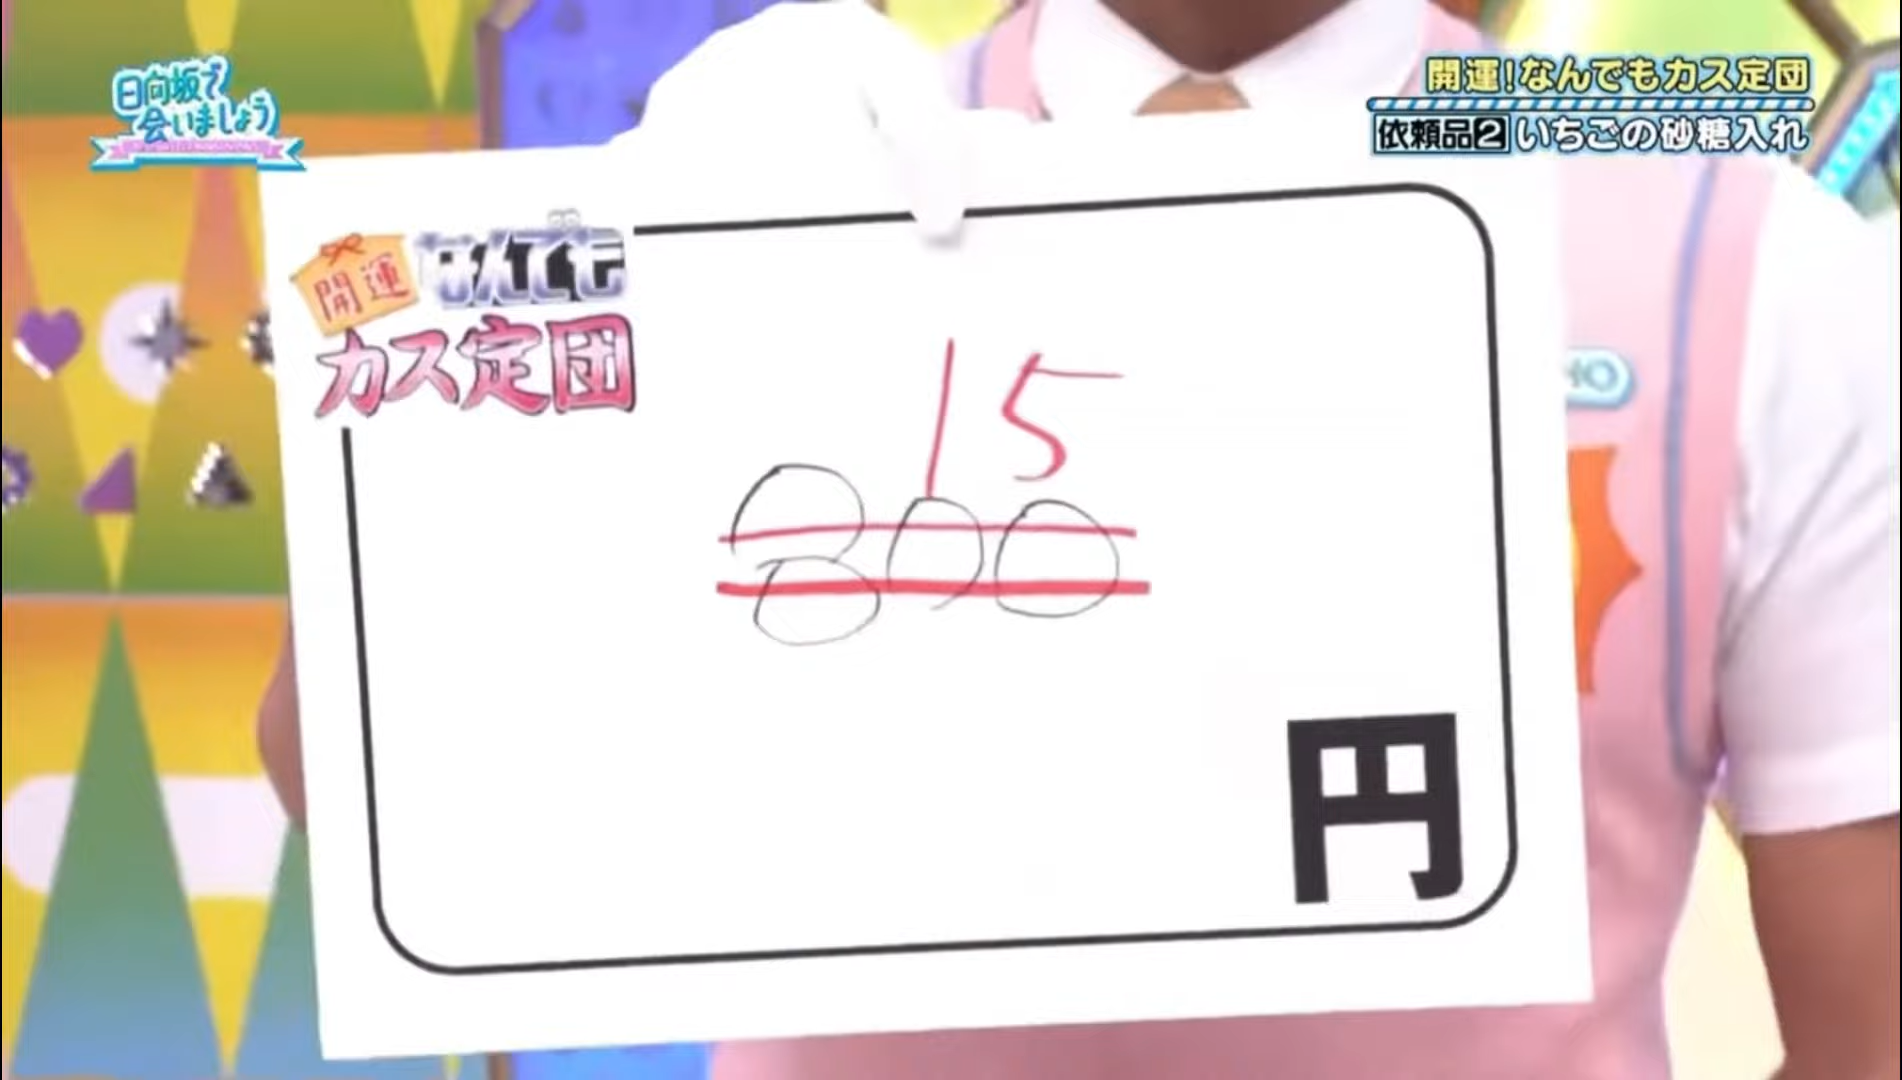 日向坂で
会いましょう
開運!なんでもカス定団
依頼品2 いちごの砂糖入れ
開運 なんでも
カス定団
HO
15
300
円